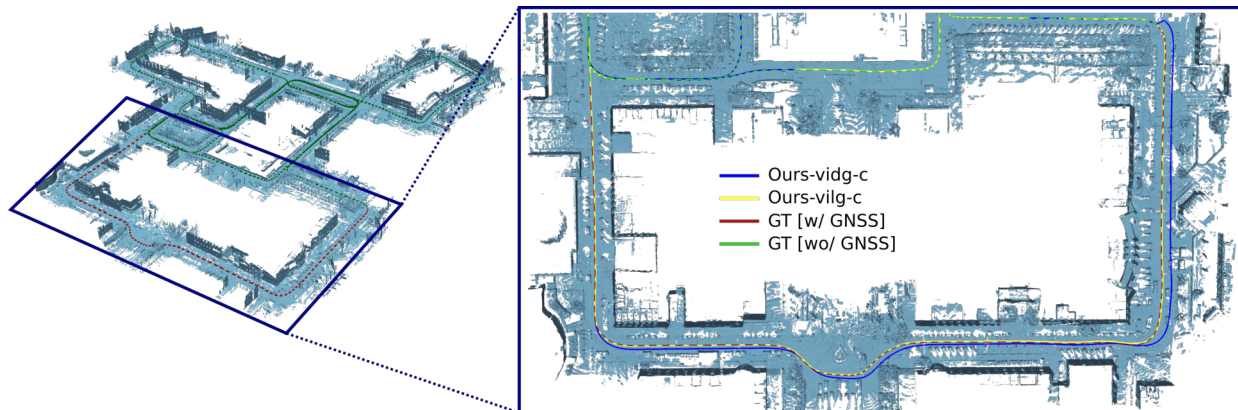 Ours-vidg-c
Ours-vilg-c
GT [w/ GNSS]
GT [wo/ GNSS]